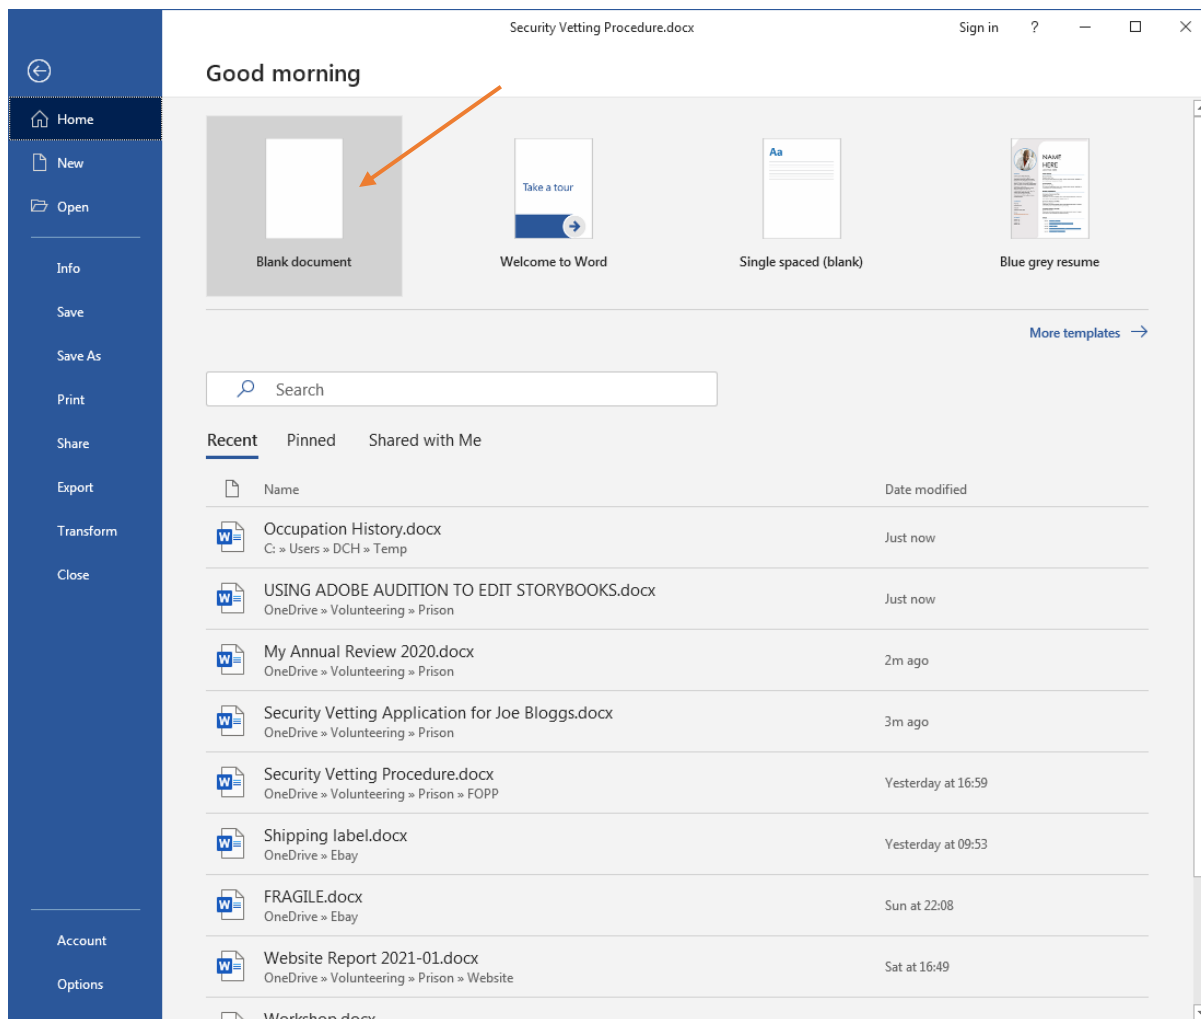 Security Vetting Procedure.docx
Sign in ?
Good morning
Home
New
Open
Info
Save
Save As
Print
Share
Export
Transform
Close
Account
Options
Blank document
Take a tour
Welcome to Word
Aa
Single spaced (blank)
NAME
HERE
Blue grey resume
More templates
Search
Recent Pinned Shared with Me
Name Date modified
Occupation History.docx Just now
C: » Users » DCH » Temp
USING ADOBE AUDITION TO EDIT STORYBOOKS.docx Just now
OneDrive » Volunteering » Prison
My Annual Review 2020.docx 2m ago
OneDrive » Volunteering » Prison
Security Vetting Application for Joe Bloggs.docx 3m ago
OneDrive » Volunteering » Prison
Security Vetting Procedure.docx Yesterday at 16:59
OneDrive » Volunteering » Prison » FOPP
Shipping label.docx Yesterday at 09:53
OneDrive » Ebay
FRAGILE.docx Sun at 22:08
OneDrive » Ebay
Website Report 2021-01.docx Sat at 16:49
OneDrive » Volunteering » Prison » Website
Workshop.docx